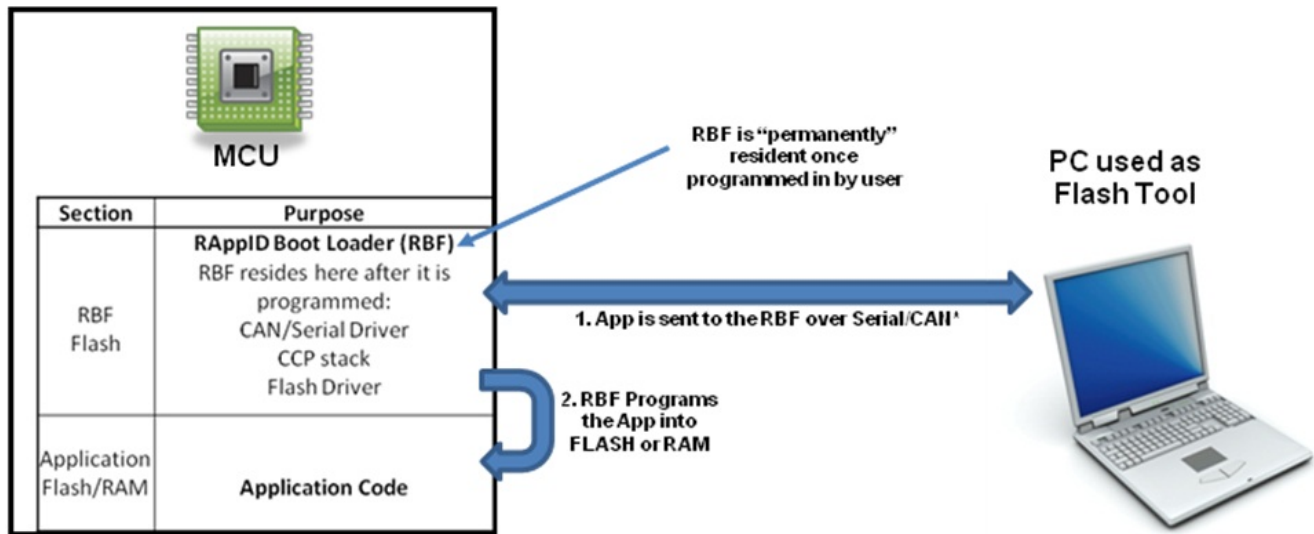 MCU
Section Purpose
RBF
Flash
RAppID Boot Loader (RBF)
RBF resides here after it is
programmed:
CAN/Serial Driver
CCP stack
Flash Driver
Application
Flash/RAM
Application Code
RBF is “permanently”
resident once
programmed in by user
1. App is sent to the RBF over Serial/CAN*
2. RBF Programs
the App into
FLASH or RAM
PC used as
Flash Tool